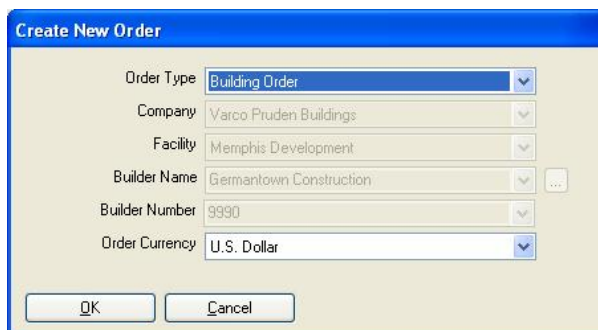 Create New Order
Order Type Building Order
Company Varco Pruden Buildings
Facility Memphis Development
Builder Name Germantown Construction ...
Builder Number 9990
Order Currency U.S. Dollar
OK Cancel